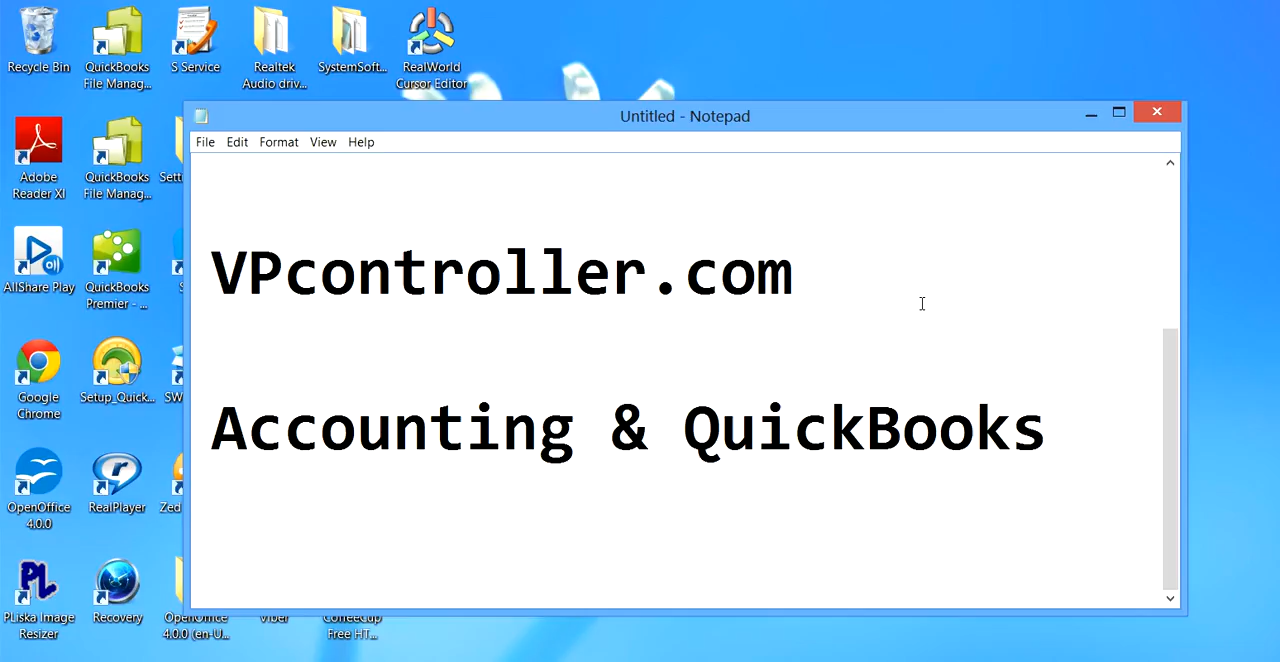 Recycle Bin
QuickBooks
File Manag...
S Service
Realtek
Audio driv...
SystemSoft...
RealWorld
Cursor Editor
Untitled - Notepad
File Edit Format View Help
Adobe
Reader XI
QuickBooks
File Manag...
VPcontroller.com
AllShare Play
QuickBooks
Premier - ...
Accounting & QuickBooks
Google
Chrome
Setup_Quick...
OpenOffice
4.0.0
RealPlayer
Zed
PLiska Image
Resizer
Recovery
OpenOffice
4.0.0 (en-U...
Viber
CoffeeCup
Free HT...